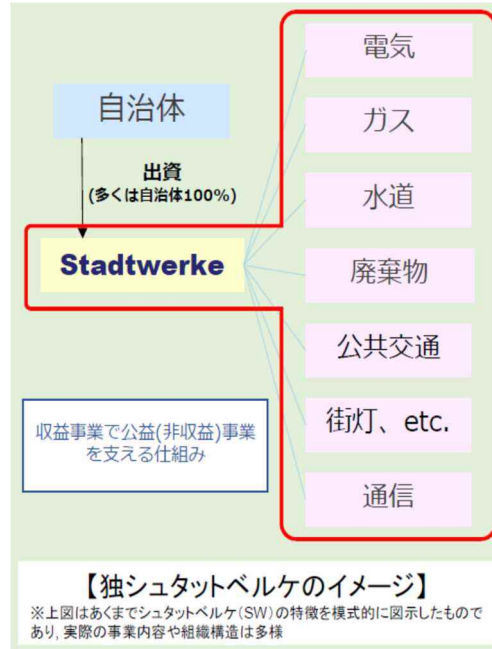 自治体
出資
(多くは自治体100%)
Stadtwerke
電気
ガス
水道
廃棄物
公共交通
街灯、etc.
通信
収益事業で公益(非収益)事業
を支える仕組み
【独シュタットベルケのイメージ】
※上図はあくまでシュタットベルケ(SW)の特徴を模式的に図示したもので
あり, 実際の事業内容や組織構造は多様